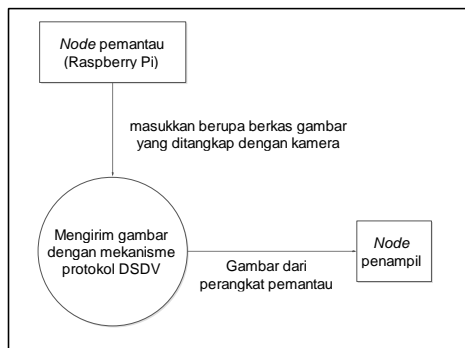 Node pemantau
(Raspberry Pi)
masukkan berupa berkas gambar
yang ditangkap dengan kamera
Mengirim gambar
dengan mekanisme
protokol DSDV
Gambar dari
perangkat pemantau
Node
penampil